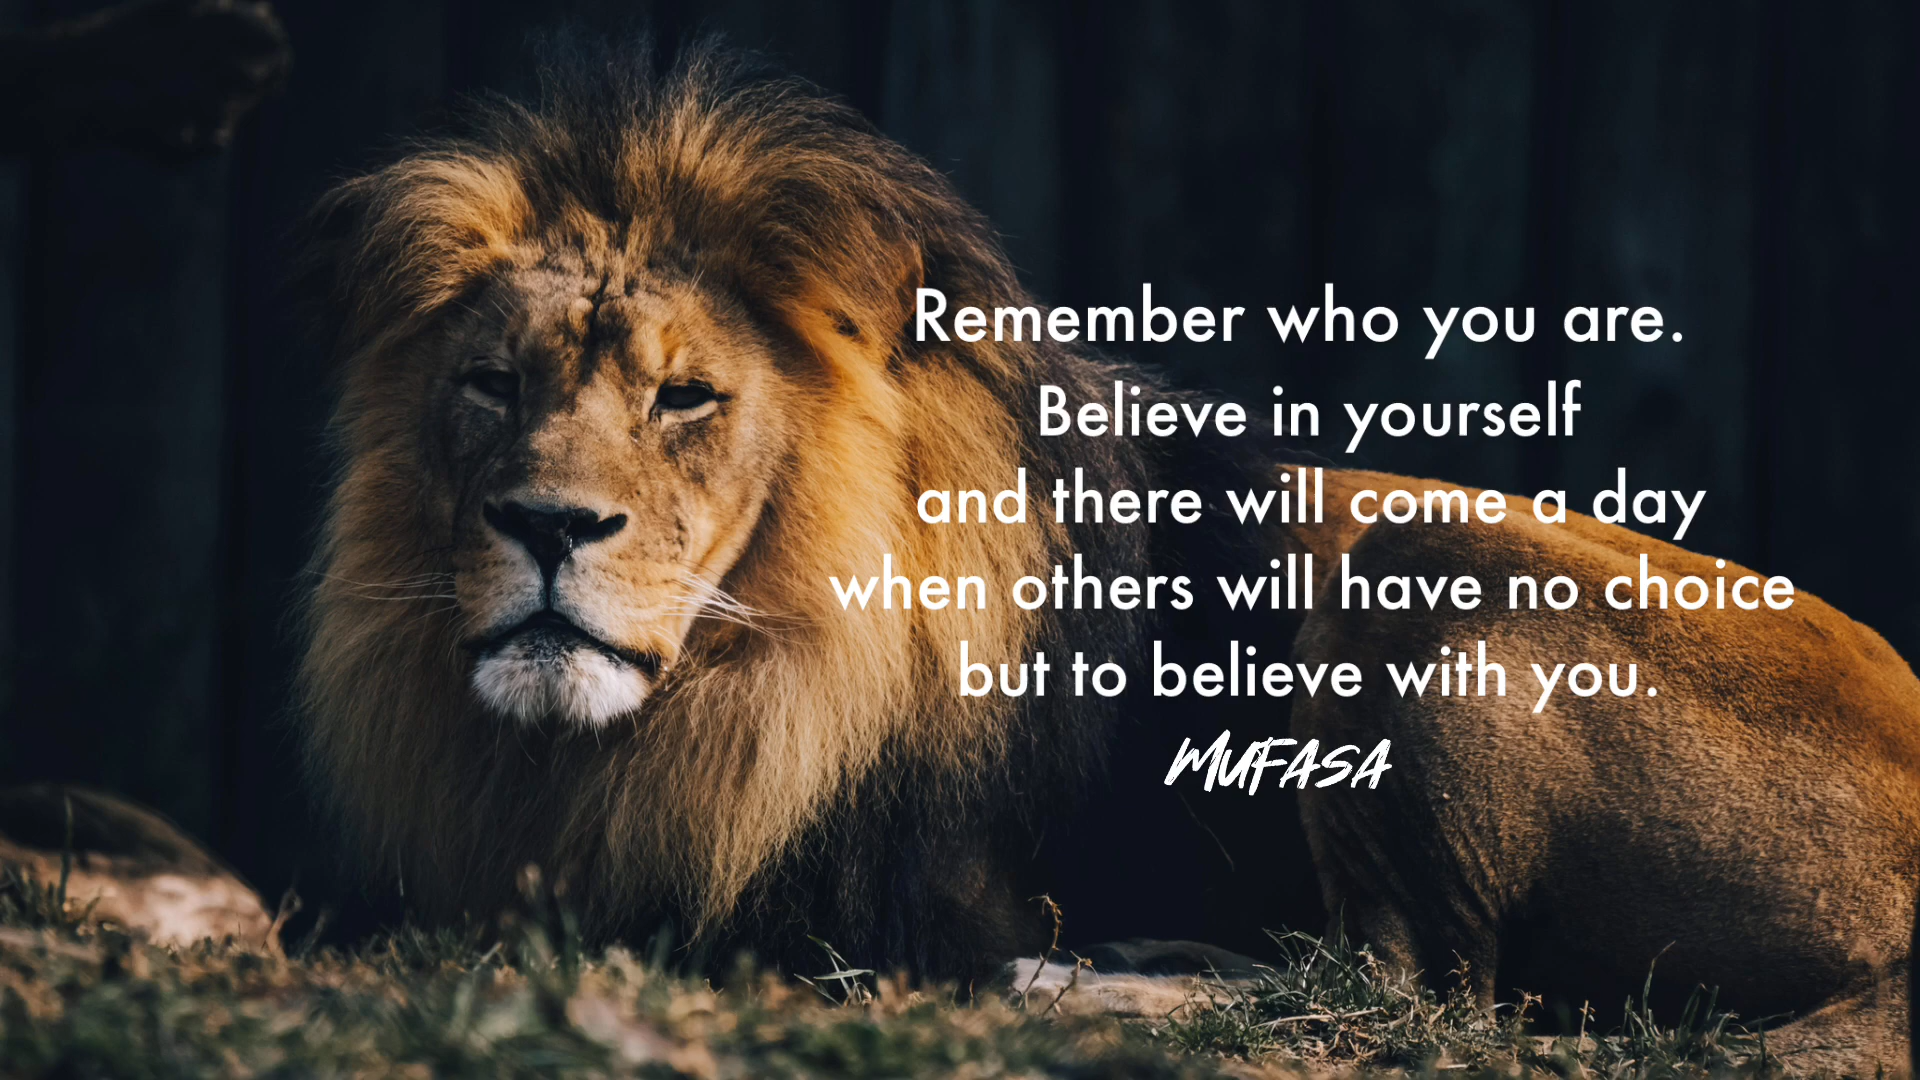 Remember who you are.
Believe in yourself
and there will come a day
when others will have no choice
but to believe with you.
MUFASA